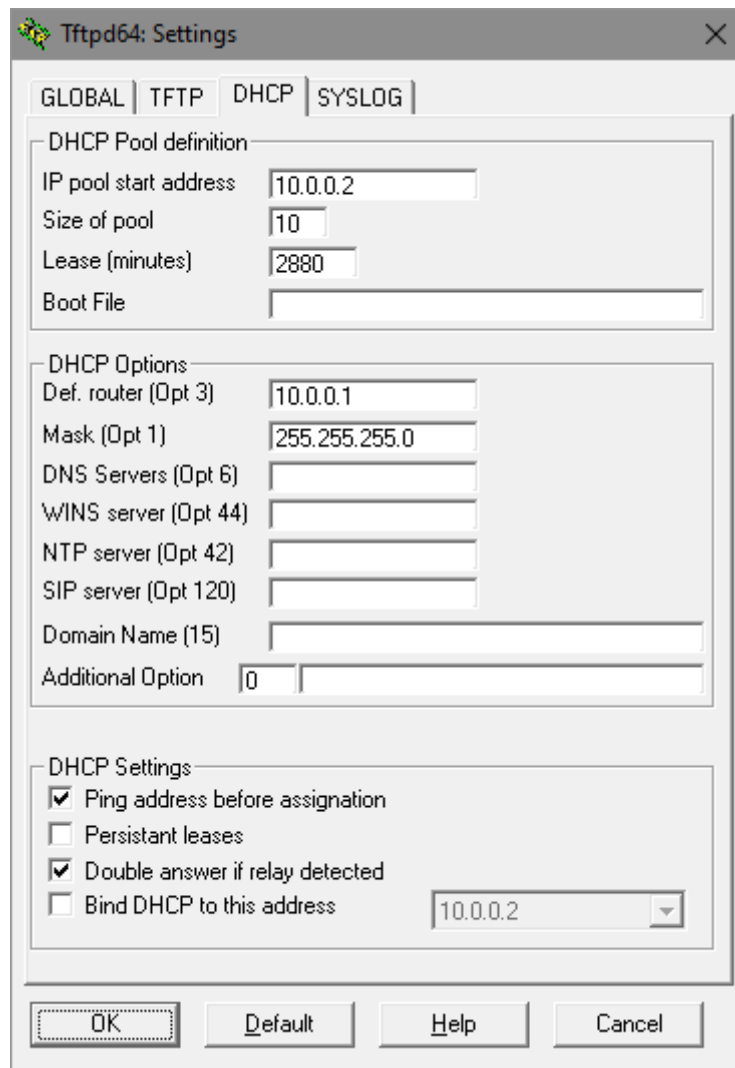 Tftpd64: Settings
GLOBAL TFTP DHCP SYSLOG
DHCP Pool definition
IP pool start address 10.0.0.2
Size of pool 10
Lease (minutes) 2880
Boot File
DHCP Options
Def. router (Opt 3) 10.0.0.1
Mask (Opt 1) 255.255.255.0
DNS Servers (Opt 6)
WINS server (Opt 44)
NTP server (Opt 42)
SIP server (Opt 120)
Domain Name (15)
Additional Option 0
DHCP Settings
Ping address before assignation
Persistant leases
Double answer if relay detected
Bind DHCP to this address 10.0.0.2
OK Default Help Cancel